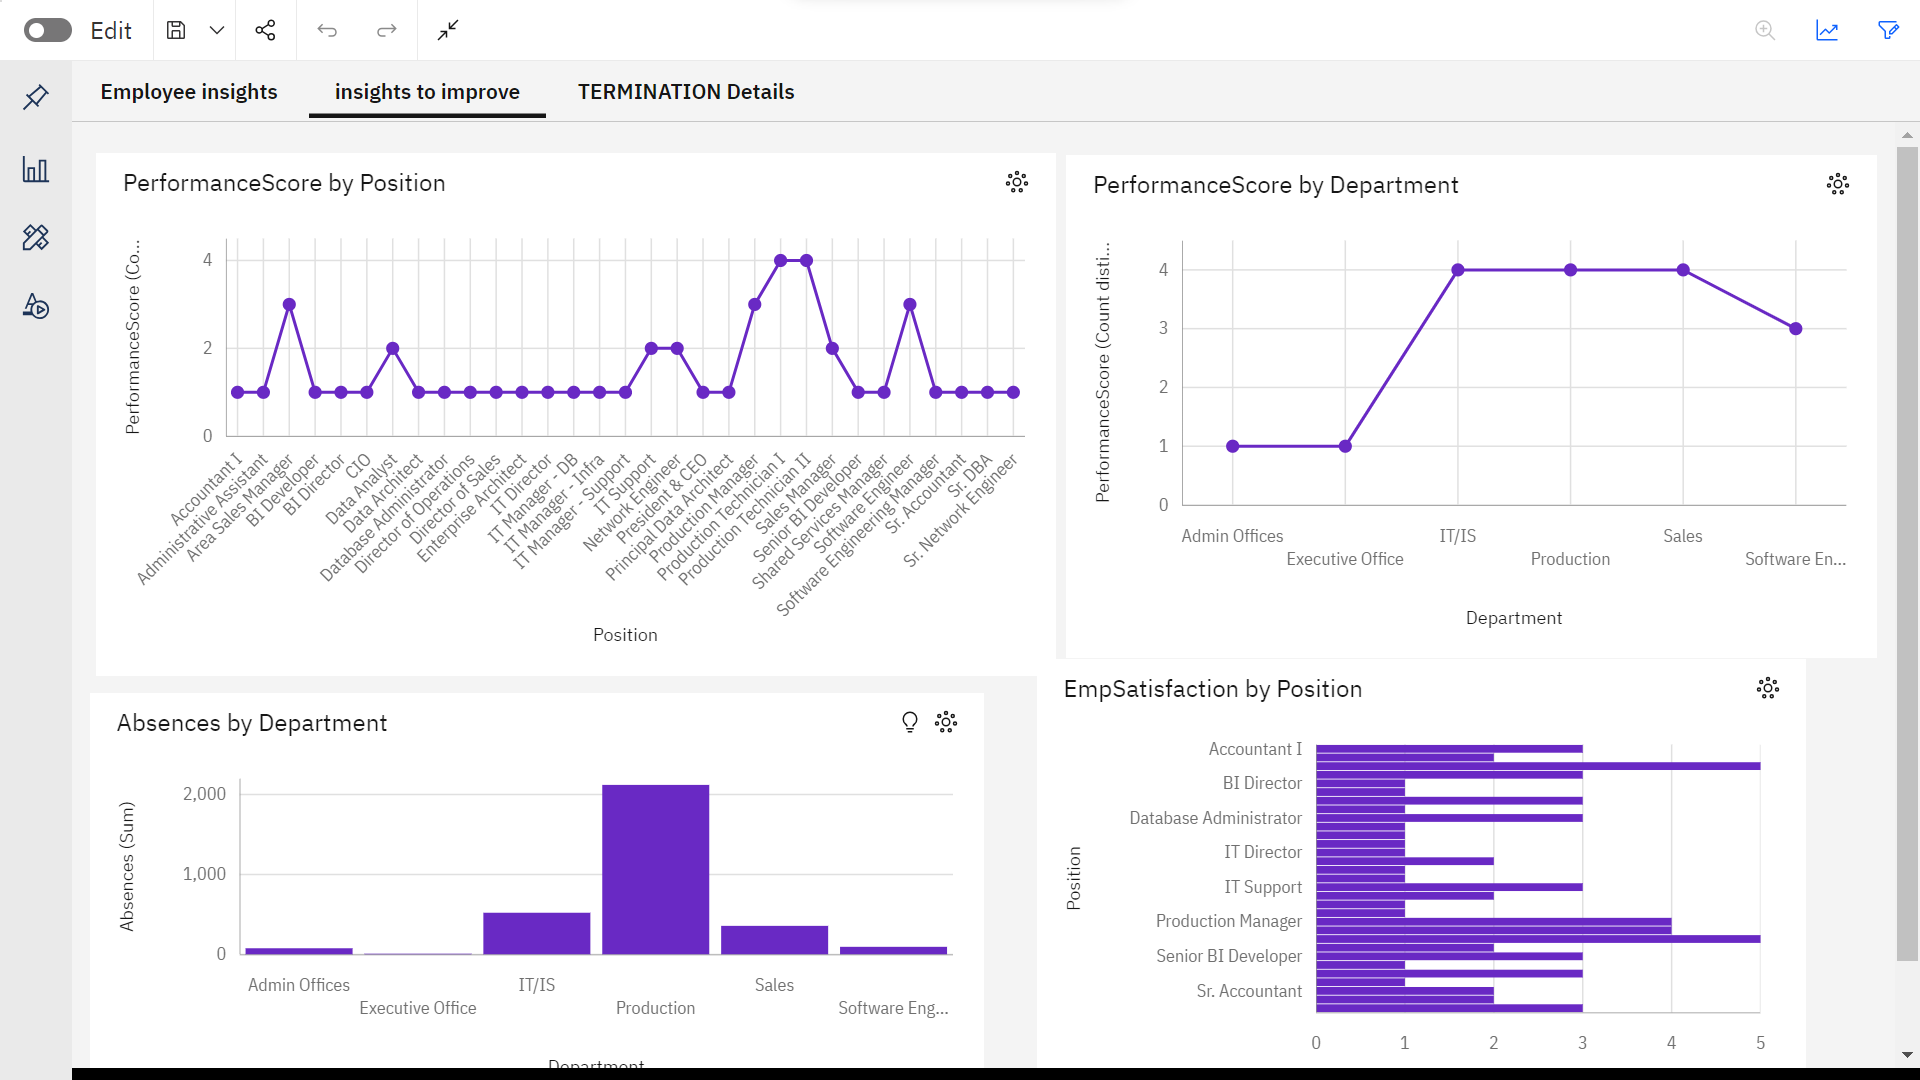 Edit
Employee insights
insights to improve
TERMINATION Details
PerformanceScore by Position
PerformanceScore (Co...
4
2
0
Accountant I
Administrative Assistant
Area Sales Manager
BI Developer
BI Director
CIO
Data Analyst
Data Architect
Database Administrator
Director of Operations
Director of Sales
Enterprise Architect
IT Director
IT Manager - DB
IT Manager - Infra
IT Manager - Support
IT Support
Network Engineer
President & CEO
Principal Data Architect
Production Manager
Production Technician I
Production Technician II
Sales Manager
Senior BI Developer
Shared Services Manager
Software Engineer
Software Engineering Manager
Sr. Accountant
Sr. DBA
Sr. Network Engineer
Position
PerformanceScore by Department
PerformanceScore (Count disti...
4
3
2
1
0
Admin Offices
Executive Office
IT/IS
Production
Sales
Software En...
Department
Absences by Department
Absences (Sum)
2,000
1,000
0
Admin Offices
Executive Office
IT/IS
Production
Sales
Software Eng...
Department
EmpSatisfaction by Position
Position
Accountant I
BI Director
Database Administrator
IT Director
IT Support
Production Manager
Senior BI Developer
Sr. Accountant
0 1 2 3 4 5